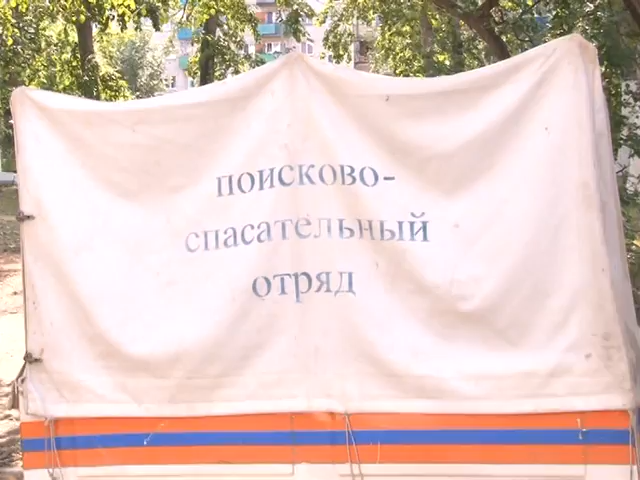 поисково-
спасательный
отряд